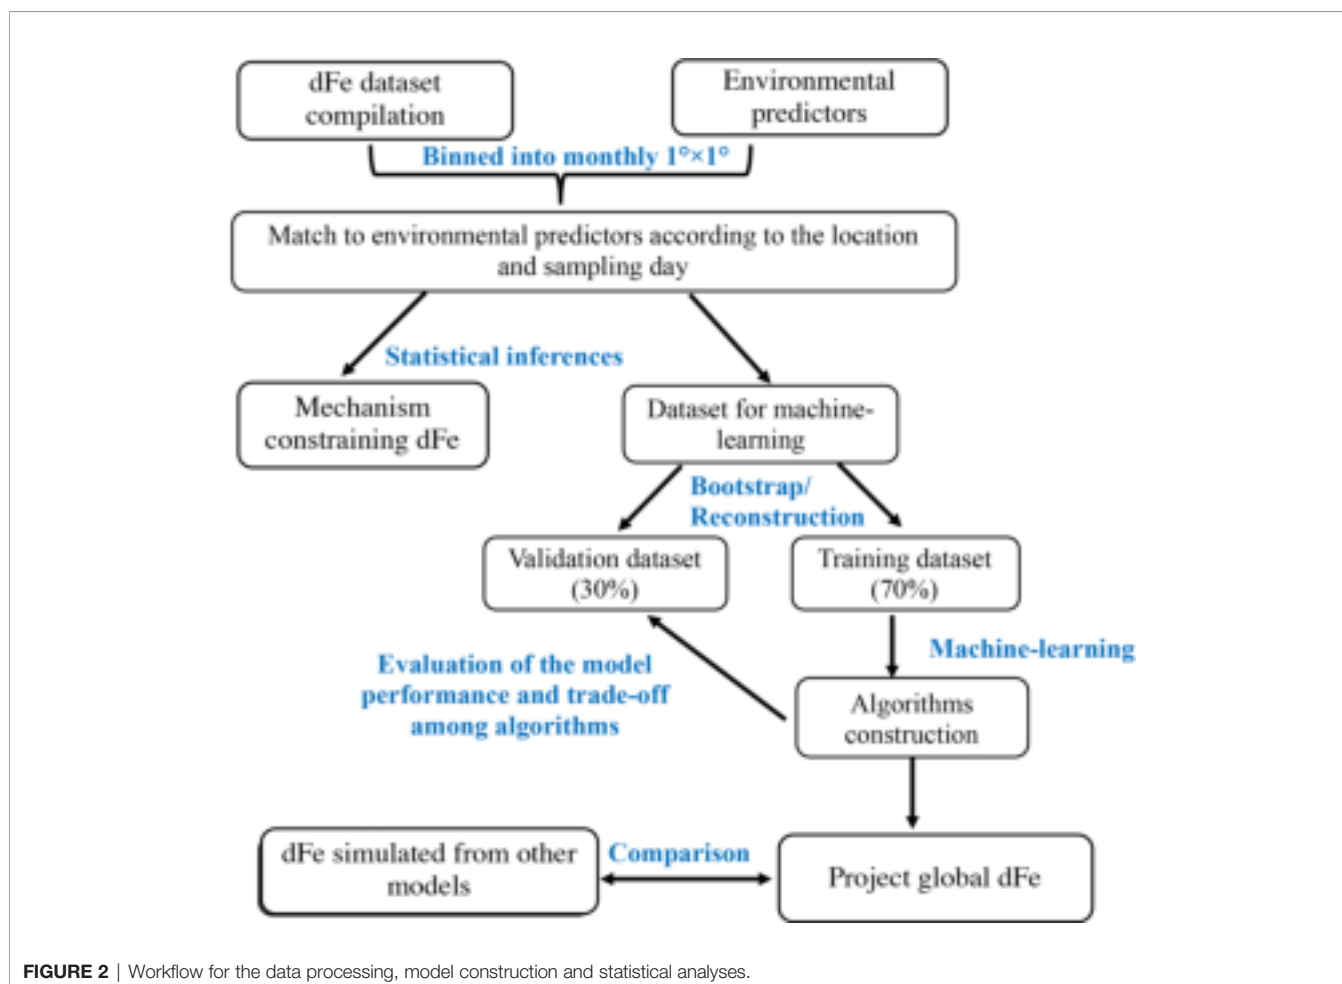 dFe dataset
compilation
Environmental
predictors
Binned into monthly 1°×1°
Match to environmental predictors according to the location
and sampling day
Statistical inferences
Mechanism
constraining dFe
Dataset for machine-
learning
Bootstrap/
Reconstruction
Validation dataset
(30%)
Training dataset
(70%)
Machine-learning
Evaluation of the model
performance and trade-off
among algorithms
Algorithms
construction
dFe simulated from other
models
Comparison
Project global dFe
FIGURE 2 | Workflow for the data processing, model construction and statistical analyses.